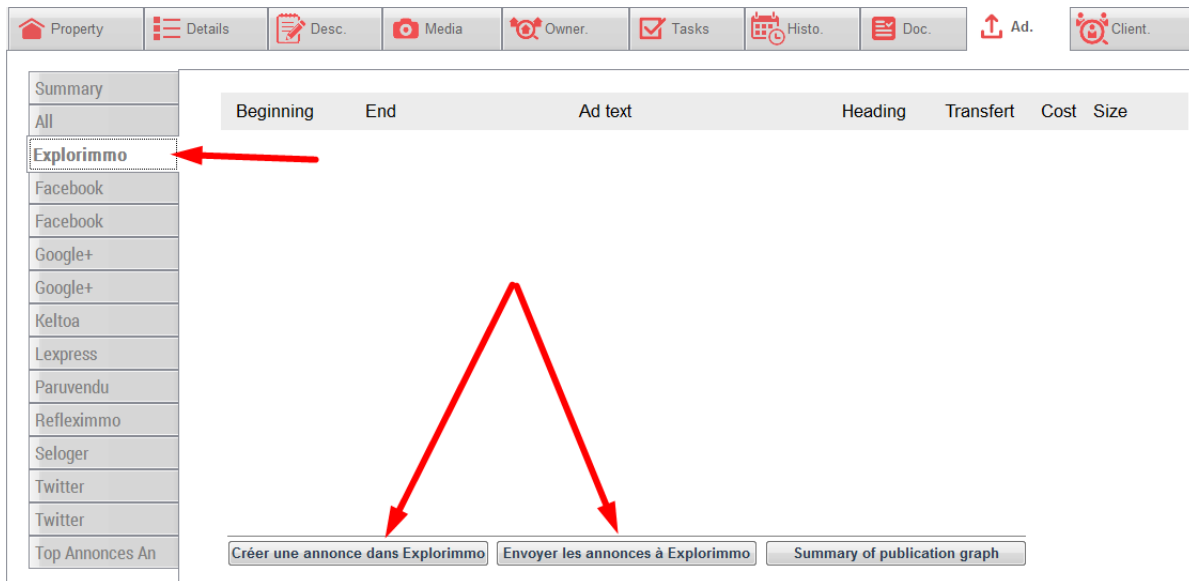 Property Details Desc. Media Owner. Tasks Histo. Doc. Ad. Client.
Summary
All
Explorimmo
Facebook
Facebook
Google+
Google+
Keltoa
Lexpress
Paruvendu
Refleximmo
Seloger
Twitter
Twitter
Top Annonces An
Beginning End Ad text Heading Transfert Cost Size
Créer une annonce dans Explorimmo Envoyer les annonces à Explorimmo Summary of publication graph